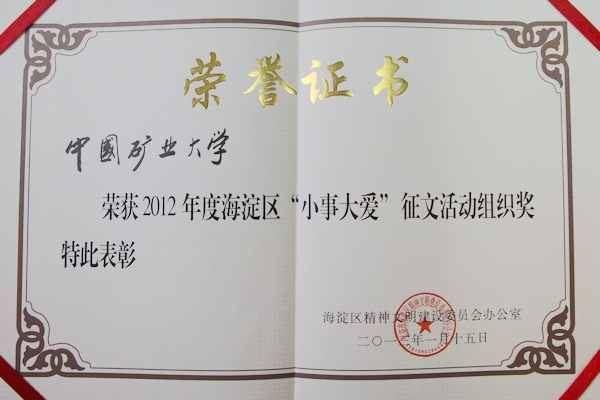 荣誉证书
中國矿业大学
荣获2012年度海淀区“小事大爱”征文活动组织奖
特此表彰
海淀区精神文明建设委员会办公室
二〇一 年一月十五日